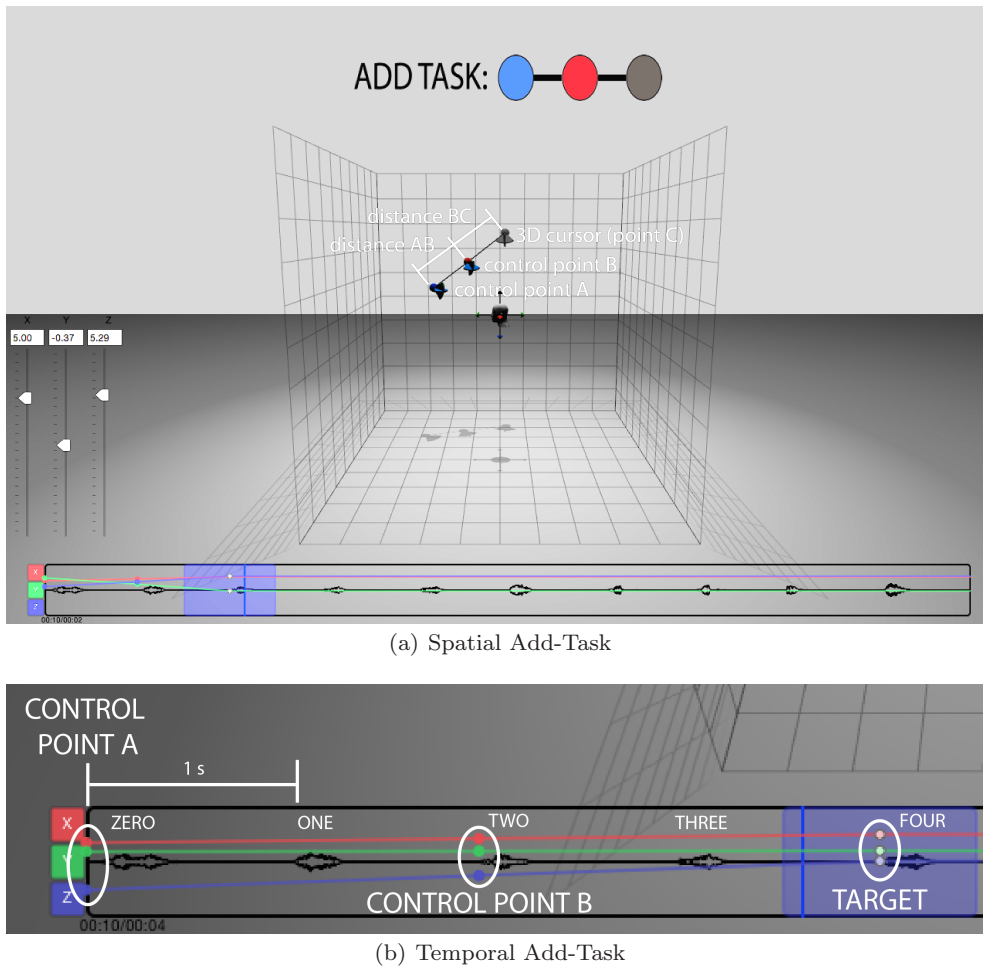 ADD TASK:
distance BC
3D cursor (point C)
distance AB
control point B
control point A
X Y Z
5.00 -0.37 5.29
X
Y
Z
00:10/00:02
(a) Spatial Add-Task
CONTROL
POINT A
1 s
X ZERO ONE TWO THREE FOUR
Y
Z CONTROL POINT B TARGET
00:10/00:04
(b) Temporal Add-Task